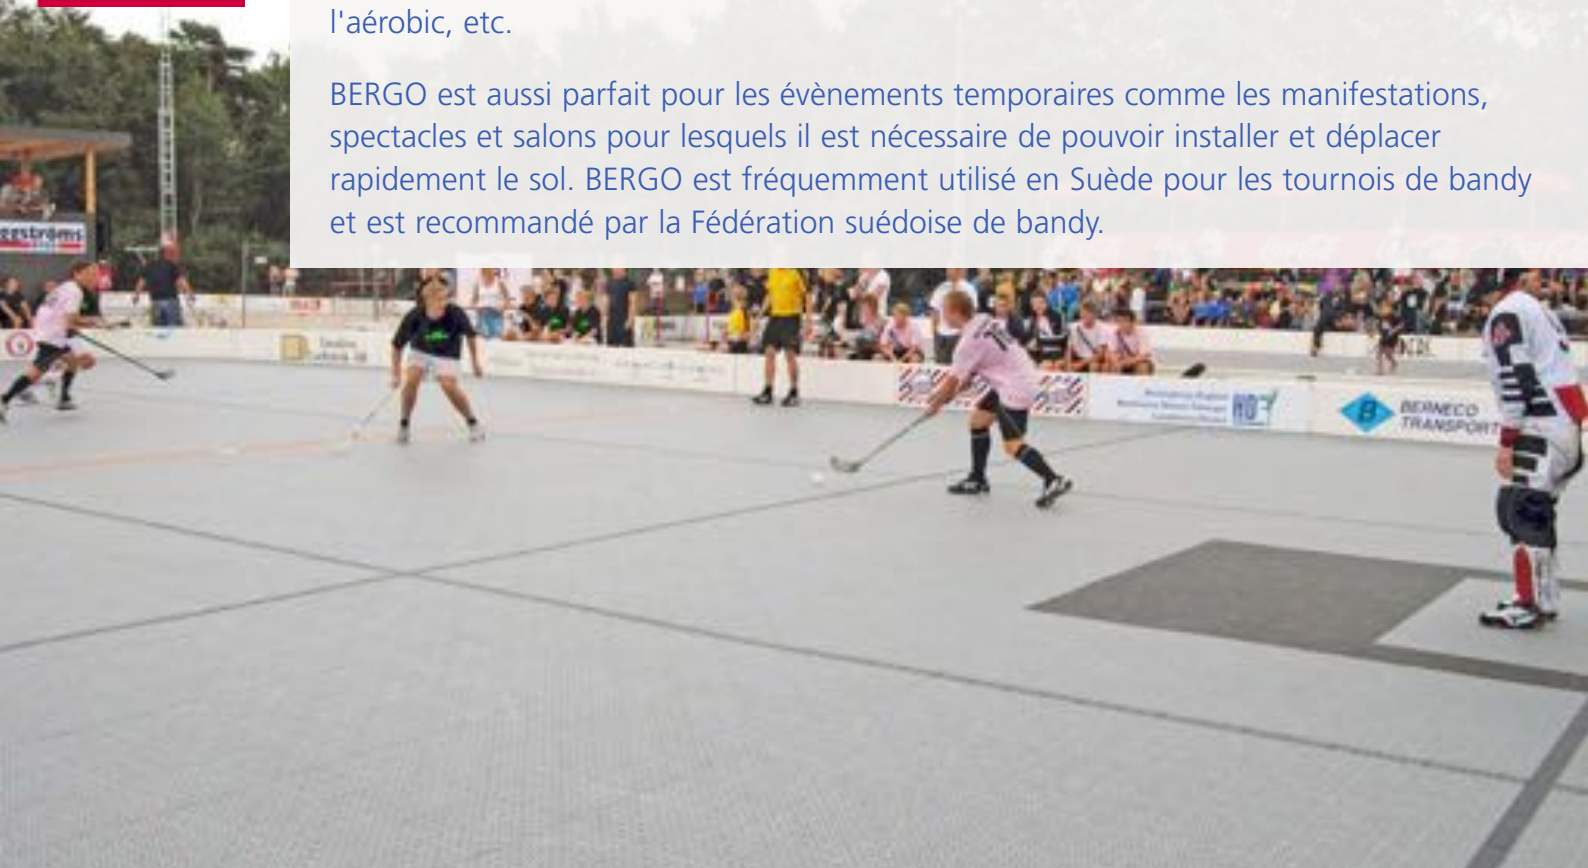 l'aérobic, etc.
BERGO est aussi parfait pour les évènements temporaires comme les manifestations,
spectacles et salons pour lesquels il est nécessaire de pouvoir installer et déplacer
rapidement le sol. BERGO est fréquemment utilisé en Suède pour les tournois de bandy
et est recommandé par la Fédération suédoise de bandy.
ggströms
B
BERNECO
TRANSPORT